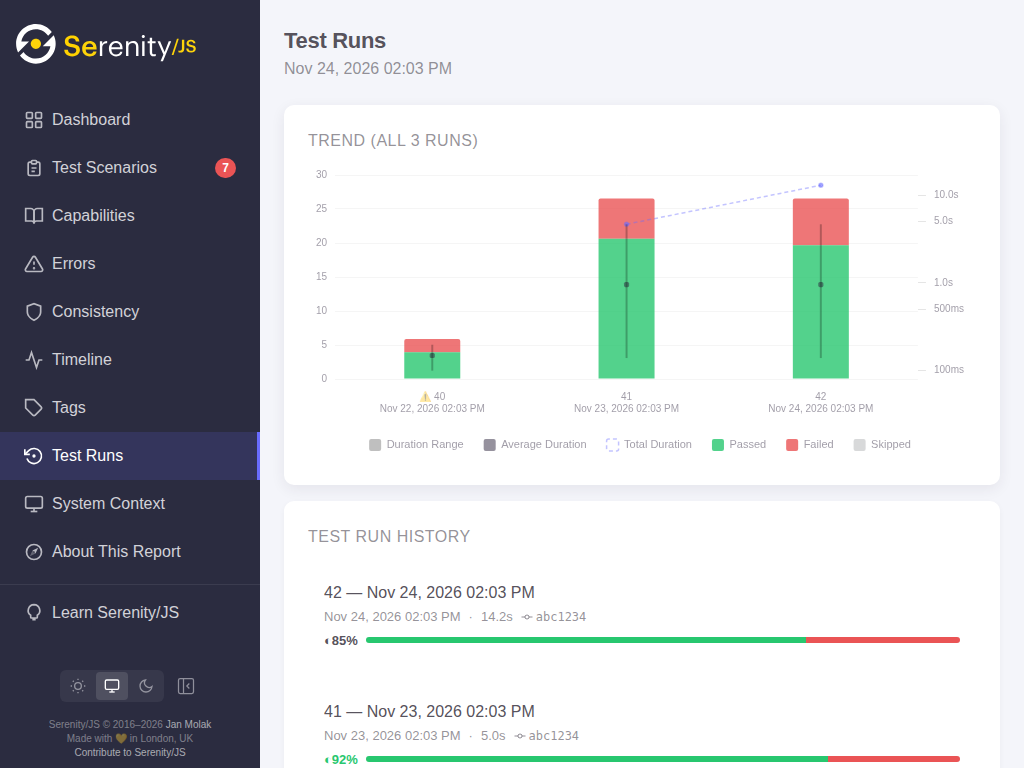 Serenity/JS
Dashboard
Test Scenarios 7
Capabilities
Errors
Consistency
Timeline
Tags
Test Runs
System Context
About This Report
Learn Serenity/JS
Serenity/JS © 2016–2026 Jan Molak
Made with 💛 in London, UK
Contribute to Serenity/JS
Test Runs
Nov 24, 2026 02:03 PM
TREND (ALL 3 RUNS)
30
25
20
15
10
5
0
10.0s
5.0s
1.0s
500ms
100ms
⚠️ 40
Nov 22, 2026 02:03 PM
41
Nov 23, 2026 02:03 PM
42
Nov 24, 2026 02:03 PM
Duration Range Average Duration Total Duration Passed Failed Skipped
TEST RUN HISTORY
42 — Nov 24, 2026 02:03 PM
Nov 24, 2026 02:03 PM · 14.2s abc1234
85%
41 — Nov 23, 2026 02:03 PM
Nov 23, 2026 02:03 PM · 5.0s abc1234
92%